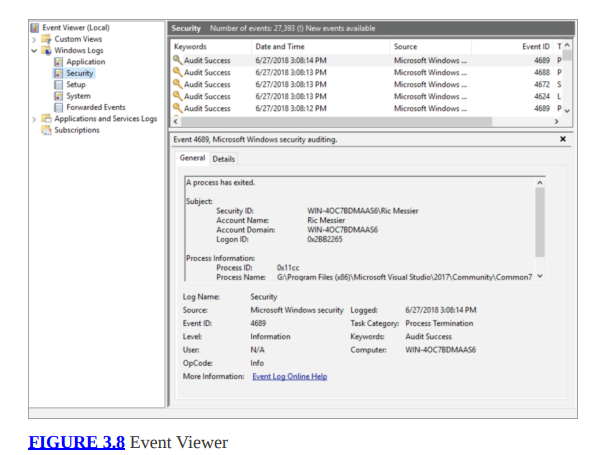 Event Viewer (Local)
Custom Views
Windows Logs
Application
Security
Setup
System
Forwarded Events
Applications and Services Logs
Subscriptions
Security Number of events: 27,393 (!) New events available
Keywords Date and Time Source Event ID T
Audit Success 6/27/2018 3:08:14 PM Microsoft Windows ... 4689 P
Audit Success 6/27/2018 3:08:13 PM Microsoft Windows ... 4688 P
Audit Success 6/27/2018 3:08:13 PM Microsoft Windows ... 4672 S
Audit Success 6/27/2018 3:08:13 PM Microsoft Windows ... 4624 L
Audit Success 6/27/2018 3:08:12 PM Microsoft Windows ... 4689 P
Event 4689, Microsoft Windows security auditing.
General Details
A process has exited.
Subject:
Security ID: WIN-4OC7BDMAAS6\Ric Messier
Account Name: Ric Messier
Account Domain: WIN-4OC7BDMAAS6
Logon ID: 0x2BB2265
Process Information:
Process ID: 0x11cc
Process Name: G:\Program Files (x86)\Microsoft Visual Studio\2017\Community\Common7
Log Name: Security
Source: Microsoft Windows security Logged: 6/27/2018 3:08:14 PM
Event ID: 4689 Task Category: Process Termination
Level: Information Keywords: Audit Success
User: N/A Computer: WIN-4OC7BDMAAS6
OpCode: Info
More Information: Event Log Online Help
FIGURE 3.8 Event Viewer